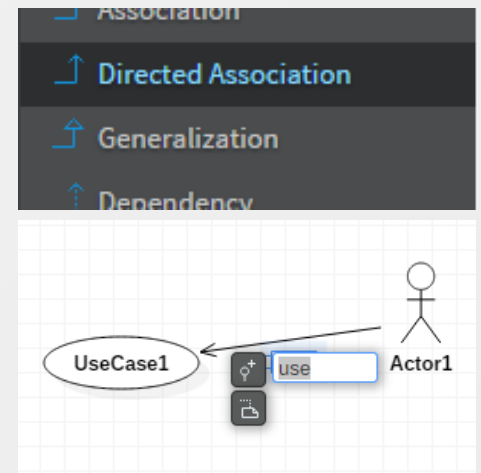 Association
Directed Association
Generalization
Dependency
UseCase1
use
Actor1